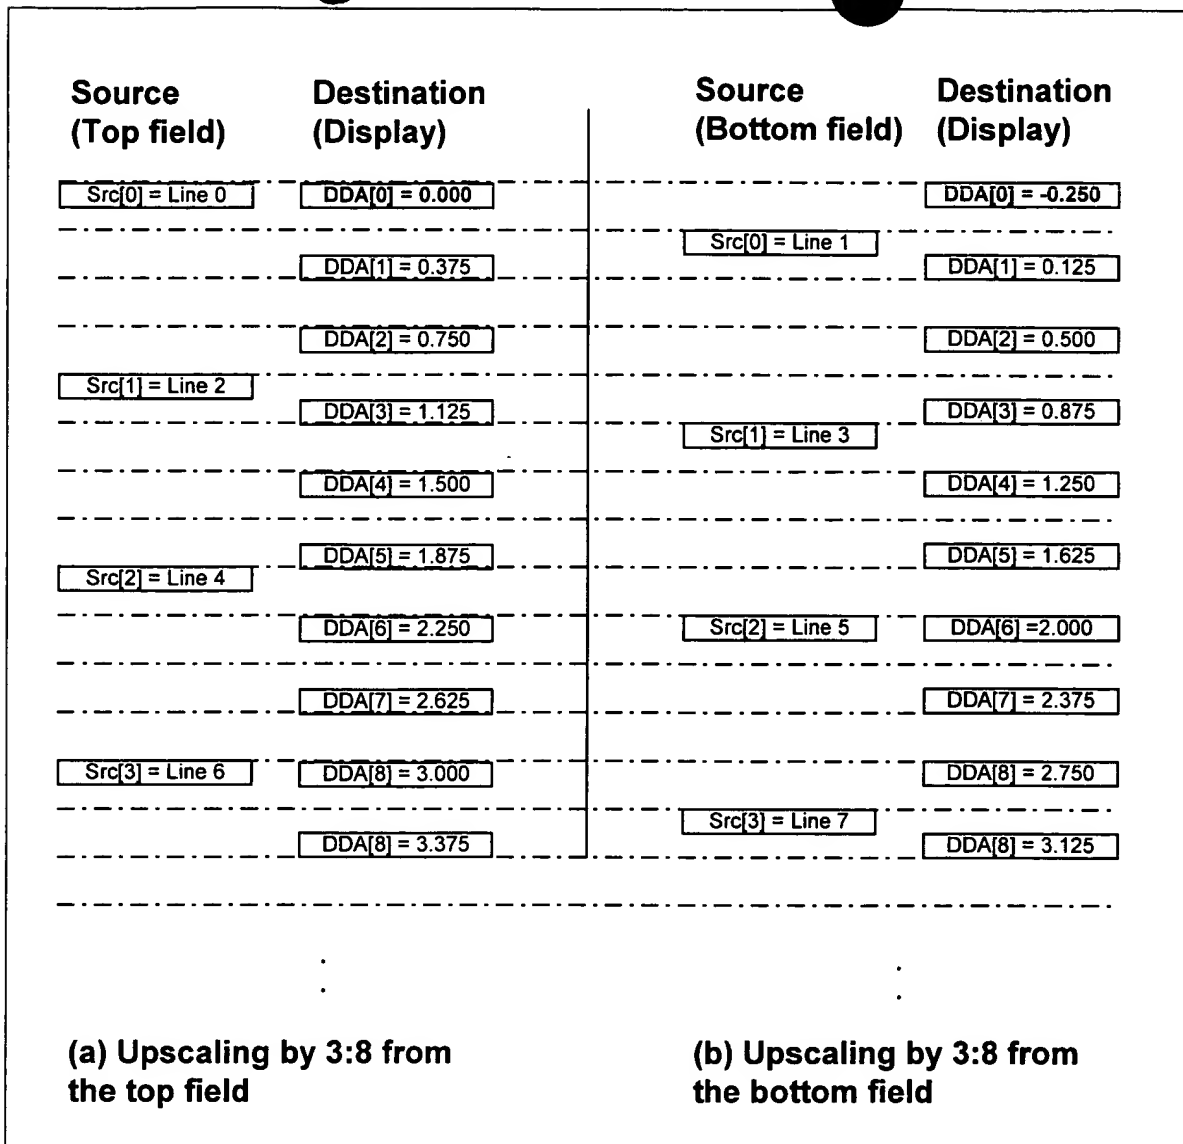 Source
(Top field)
Destination
(Display)
Src[0] = Line 0
DDA[0] = 0.000
DDA[1] = 0.375
DDA[2] = 0.750
Src[1] = Line 2
DDA[3] = 1.125
DDA[4] = 1.500
DDA[5] = 1.875
Src[2] = Line 4
DDA[6] = 2.250
DDA[7] = 2.625
Src[3] = Line 6
DDA[8] = 3.000
DDA[8] = 3.375
(a) Upscaling by 3:8 from
the top field
Source
(Bottom field)
Destination
(Display)
DDA[0] = -0.250
Src[0] = Line 1
DDA[1] = 0.125
DDA[2] = 0.500
DDA[3] = 0.875
Src[1] = Line 3
DDA[4] = 1.250
DDA[5] = 1.625
Src[2] = Line 5
DDA[6] =2.000
DDA[7] = 2.375
DDA[8] = 2.750
Src[3] = Line 7
DDA[8] = 3.125
(b) Upscaling by 3:8 from
the bottom field